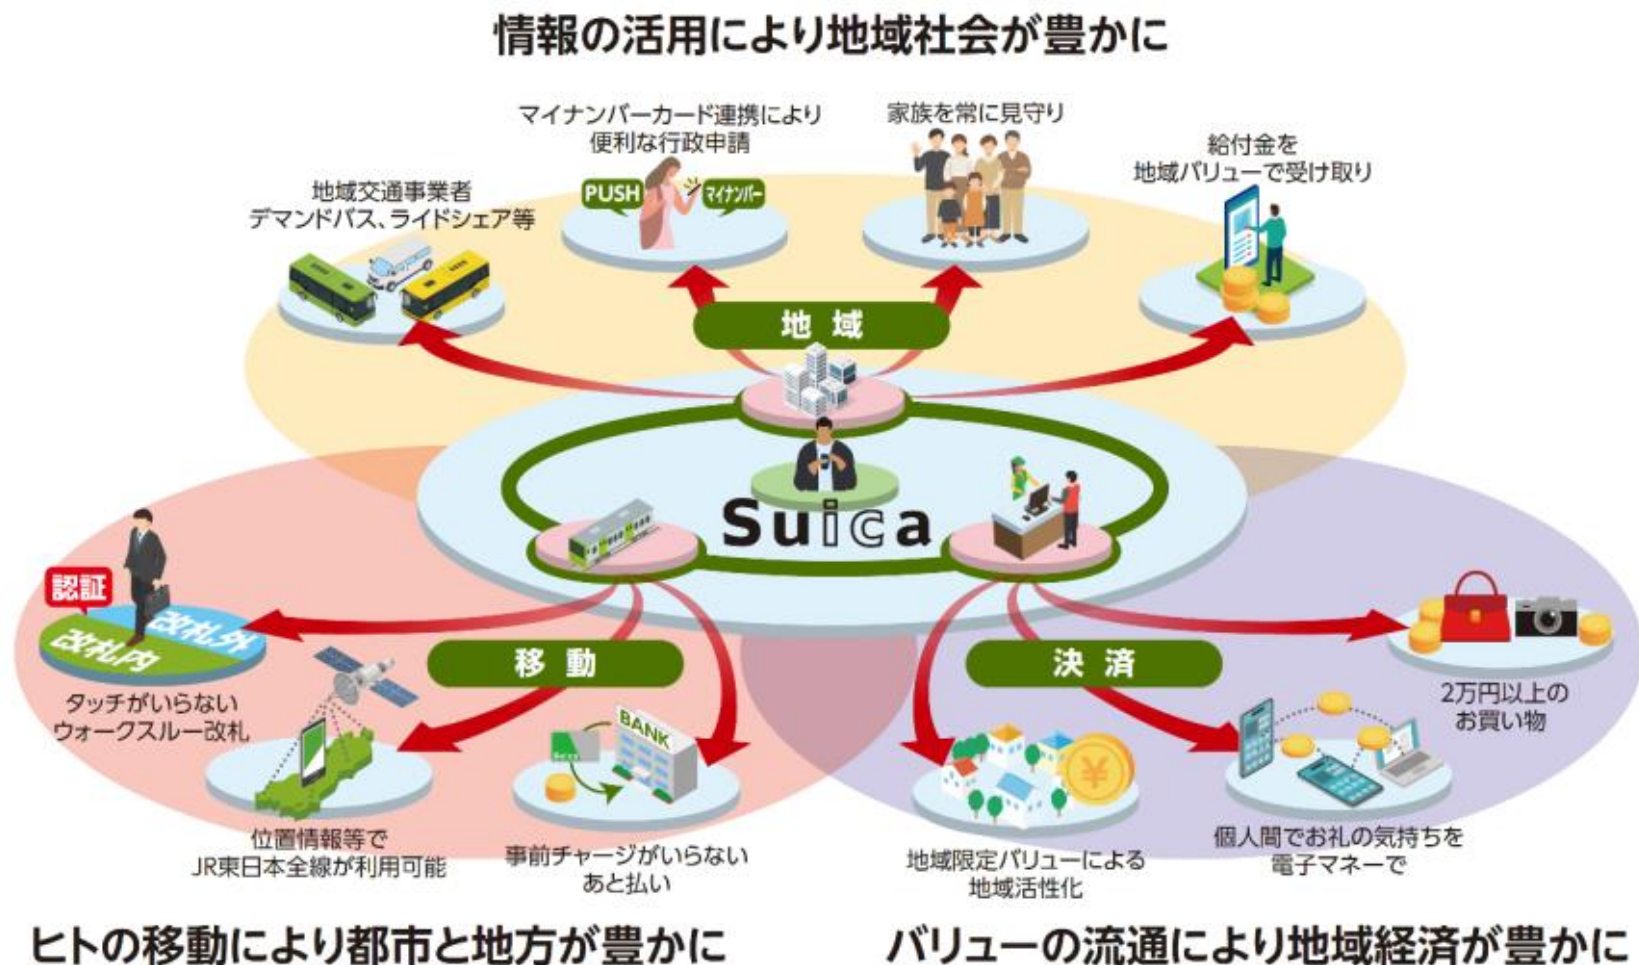 情報の活用により地域社会が豊かに
マイナンバーカード連携により
便利な行政申請
家族を常に見守り
給付金を
地域バリューで受け取り
地域交通事業者
デマンドバス、ライドシェア等
PUSH
マイナンバー
地域
Suica
認証
改札外
改札内
移動
決済
タッチがいらない
ウォークスルー改札
BANK
2万円以上の
お買い物
位置情報等で
JR東日本全線が利用可能
事前チャージがいらない
あと払い
地域限定バリューによる
地域活性化
個人間でお礼の気持ちを
電子マネーで
ヒトの移動により都市と地方が豊かに
バリューの流通により地域経済が豊かに